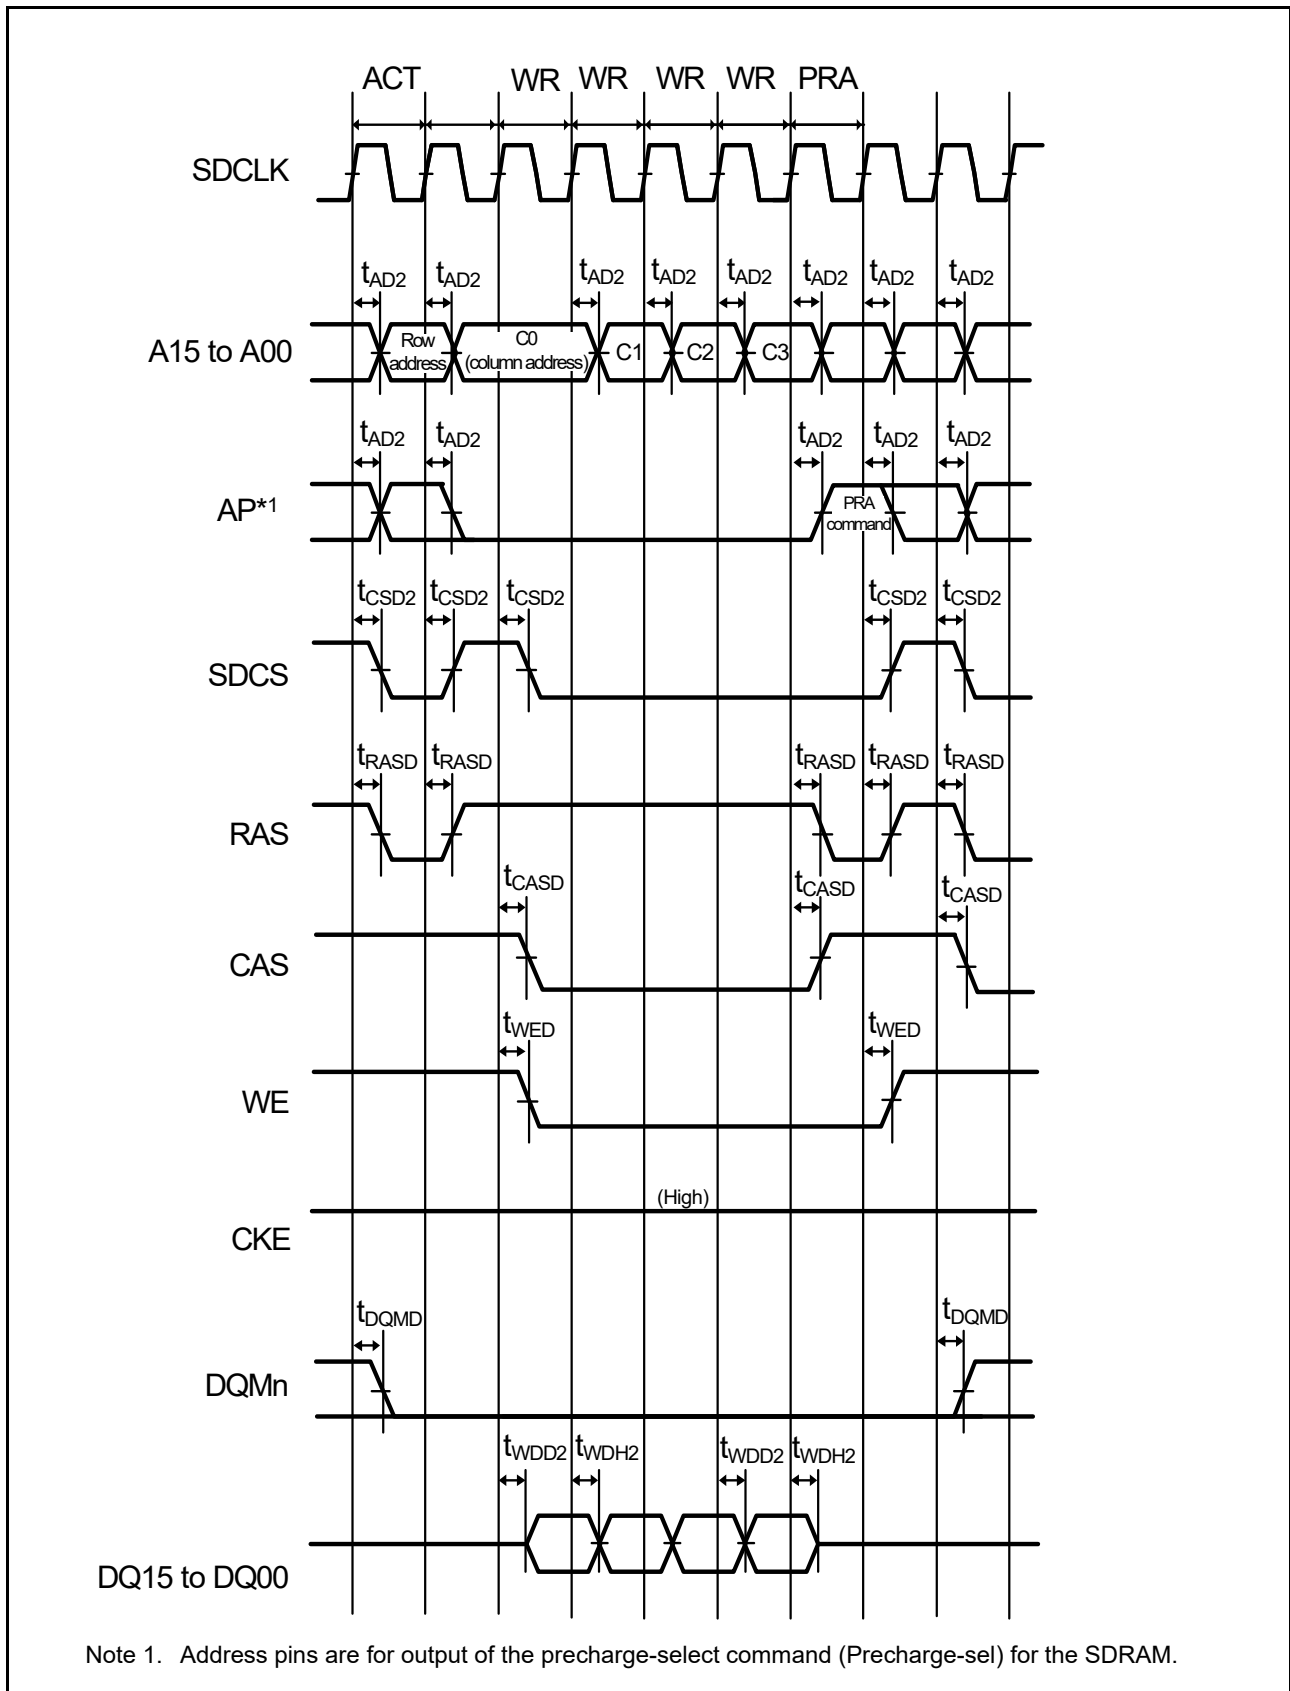 ACT WR WR WR WR PRA
SDCLK
tAD2 tAD2 tAD2 tAD2 tAD2 tAD2 tAD2 tAD2
A15 to A00
Row address
C0 (column address)
C1
C2
C3
tAD2 tAD2 tAD2 tAD2 tAD2
AP*1
PRA command
tCSD2 tCSD2 tCSD2 tCSD2 tCSD2
SDCS
tRASD tRASD tRASD tRASD tRASD
RAS
tCASD tCASD tCASD
CAS
tWED tWED
WE
(High)
CKE
tDQMD tDQMD
DQMn
tWDD2 tWDH2 tWDD2 tWDH2
DQ15 to DQ00
Note 1. Address pins are for output of the precharge-select command (Precharge-sel) for the SDRAM.